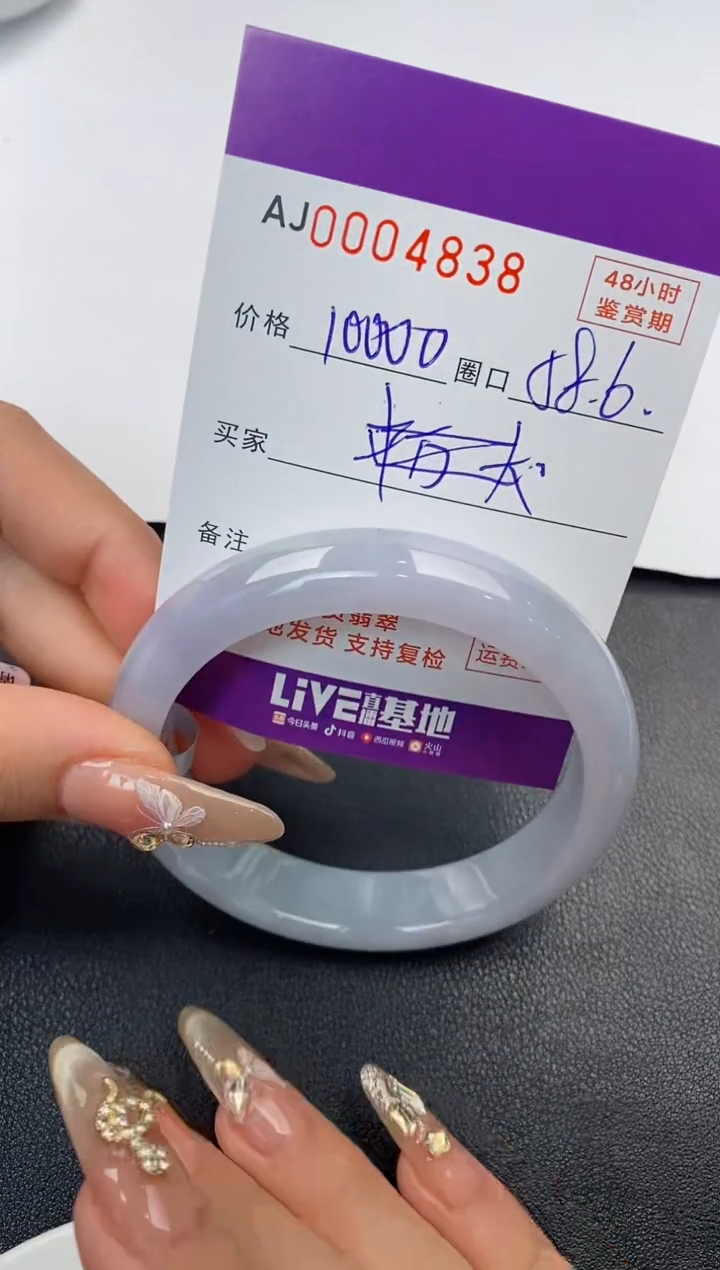 AJ0004838
48小时
鉴赏期
价格 10000 圈口 58.6.
买家
备注
翡翠
发货 支持复检
运费
LiVE直播基地
今日头条 抖音 西瓜视频 火山